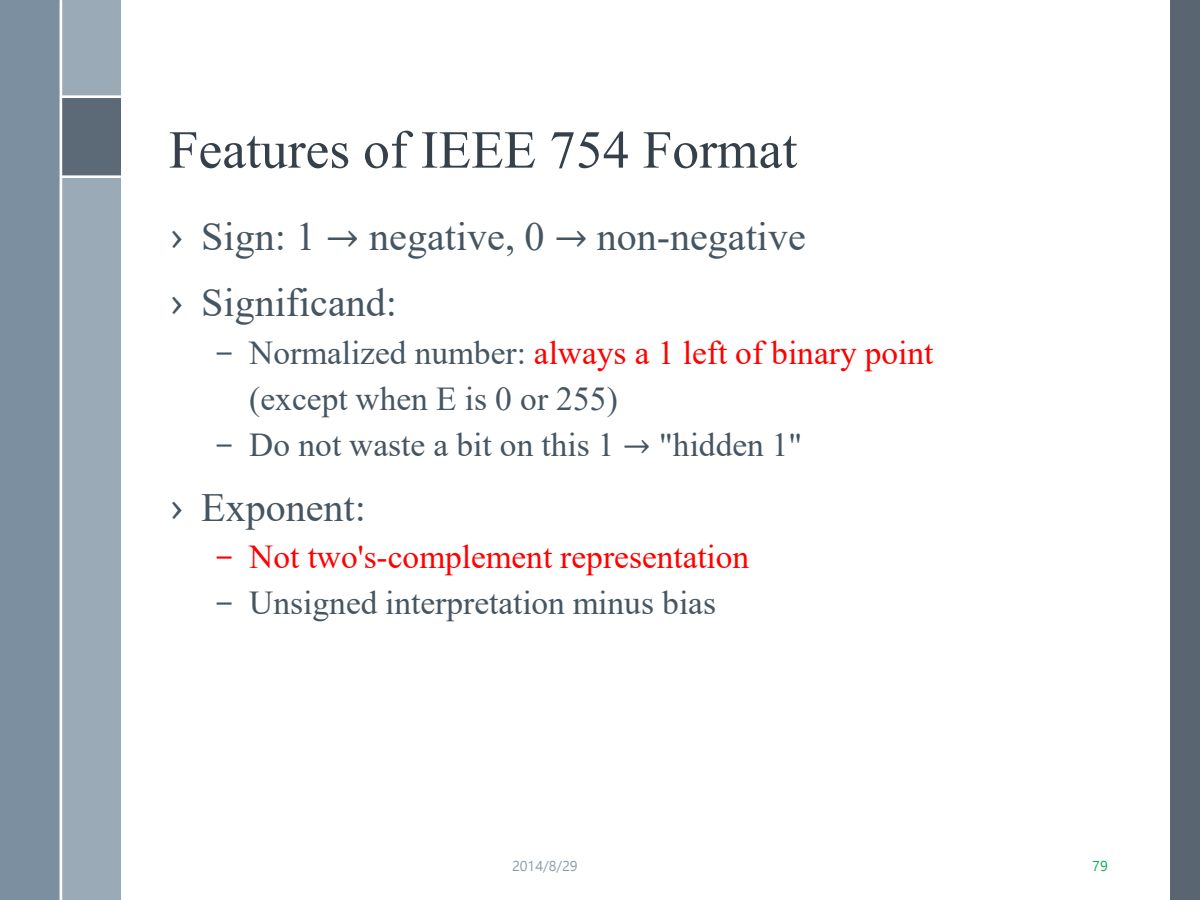 Features of IEEE 754 Format
› Sign: 1 → negative, 0 → non-negative
› Significand:
– Normalized number: always a 1 left of binary point
(except when E is 0 or 255)
– Do not waste a bit on this 1 → "hidden 1"
› Exponent:
– Not two's-complement representation
– Unsigned interpretation minus bias
2014/8/29
79